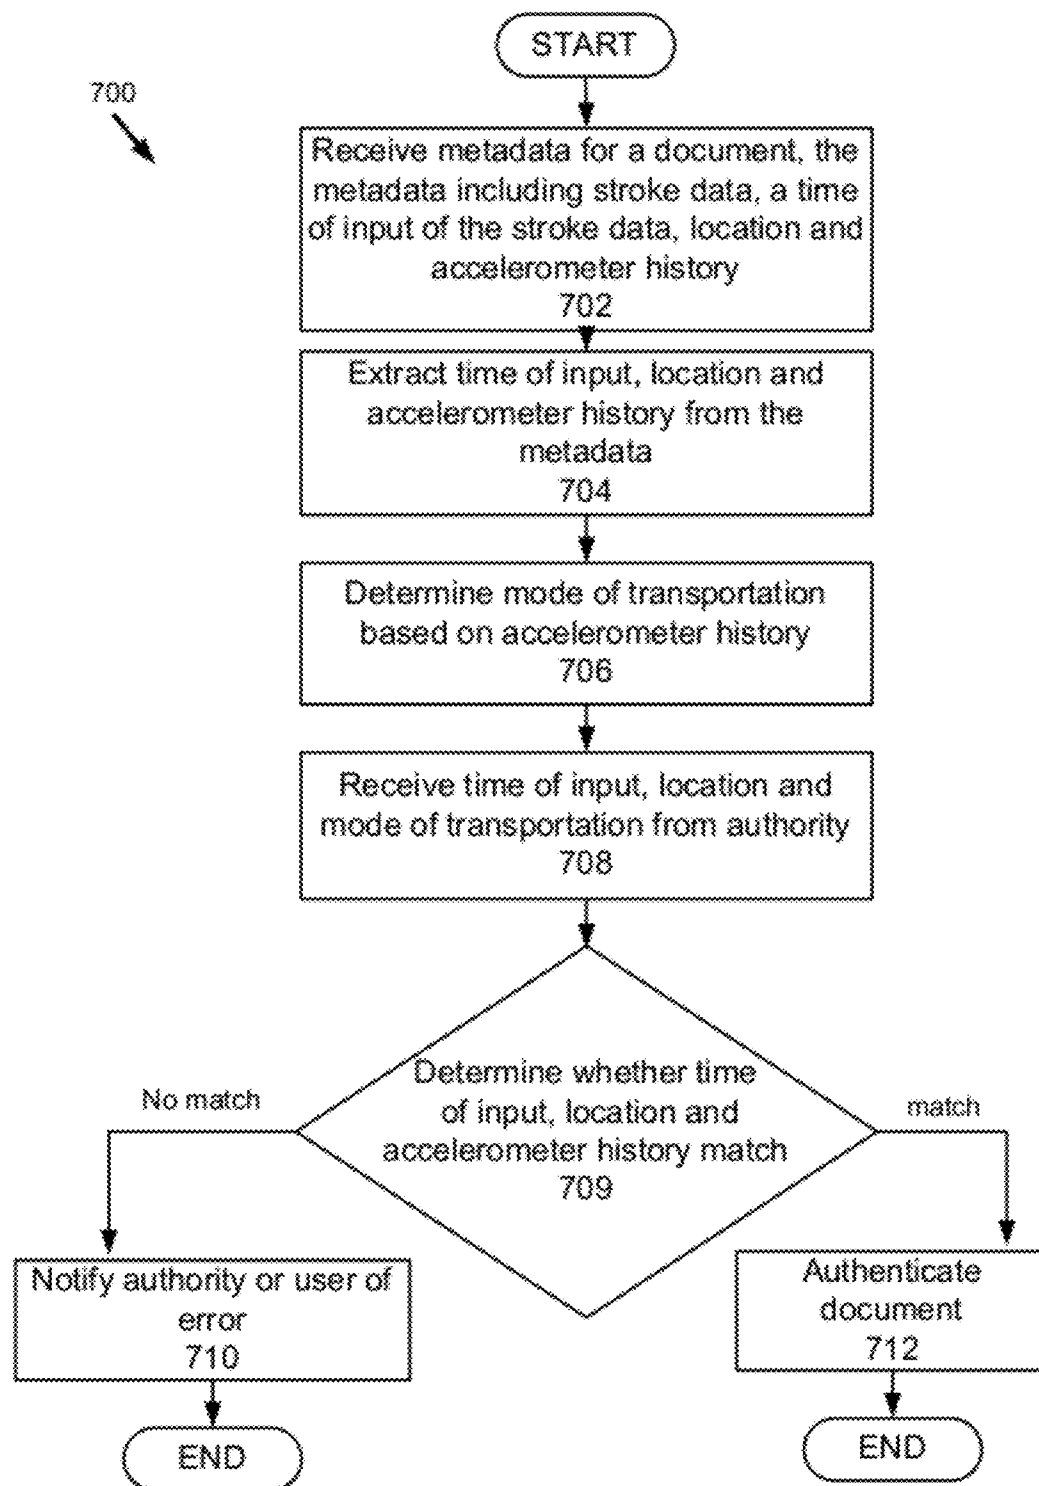 START
700
Receive metadata for a document, the
metadata including stroke data, a time
of input of the stroke data, location and
accelerometer history
702
Extract time of input, location and
accelerometer history from the
metadata
704
Determine mode of transportation
based on accelerometer history
706
Receive time of input, location and
mode of transportation from authority
708
Determine whether time
of input, location and
accelerometer history match
709
No match
match
Notify authority or user of
error
710
END
Authenticate
document
712
END